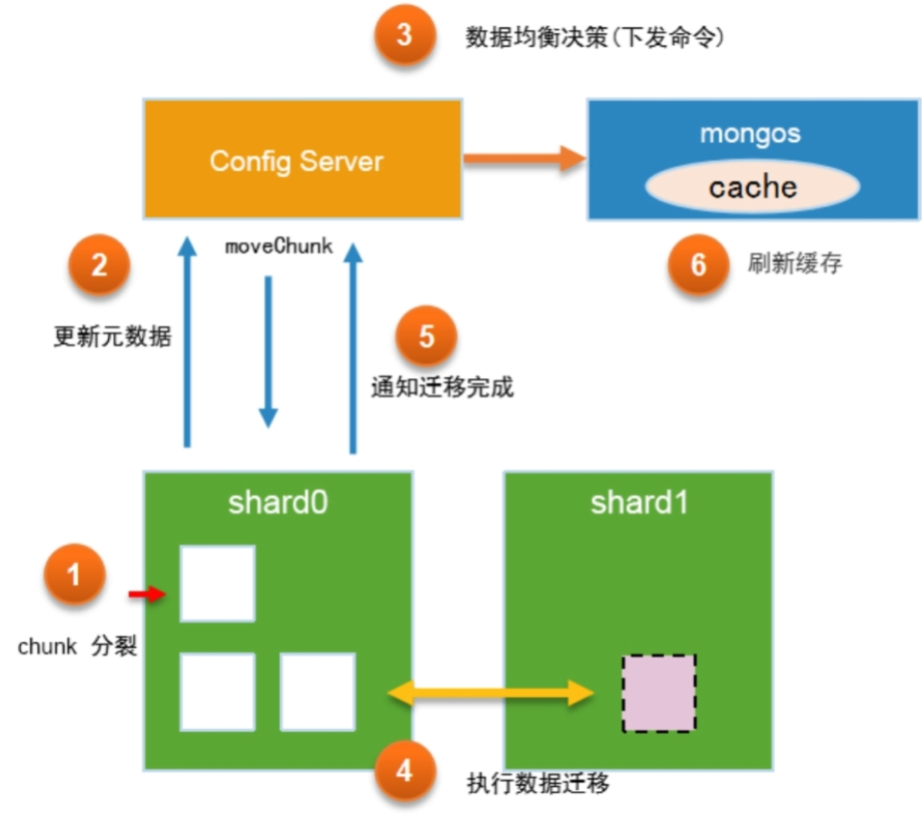 3
数据均衡决策(下发命令)
Config Server
mongos
cache
2
moveChunk
6
刷新缓存
更新元数据
5
通知迁移完成
shard0
shard1
1
chunk 分裂
4
执行数据迁移